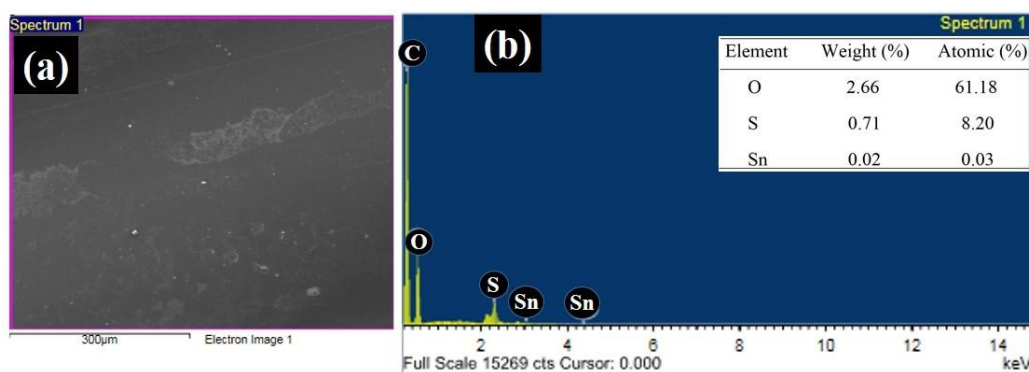 Spectrum 1
(a)
300µm
Electron Image 1
Spectrum 1
(b)
Element Weight (%) Atomic (%)
O 2.66 61.18
S 0.71 8.20
Sn 0.02 0.03
C
O
S
Sn
Sn
2 4 6 8 10 12 14
Full Scale 15269 cts Cursor: 0.000
keV